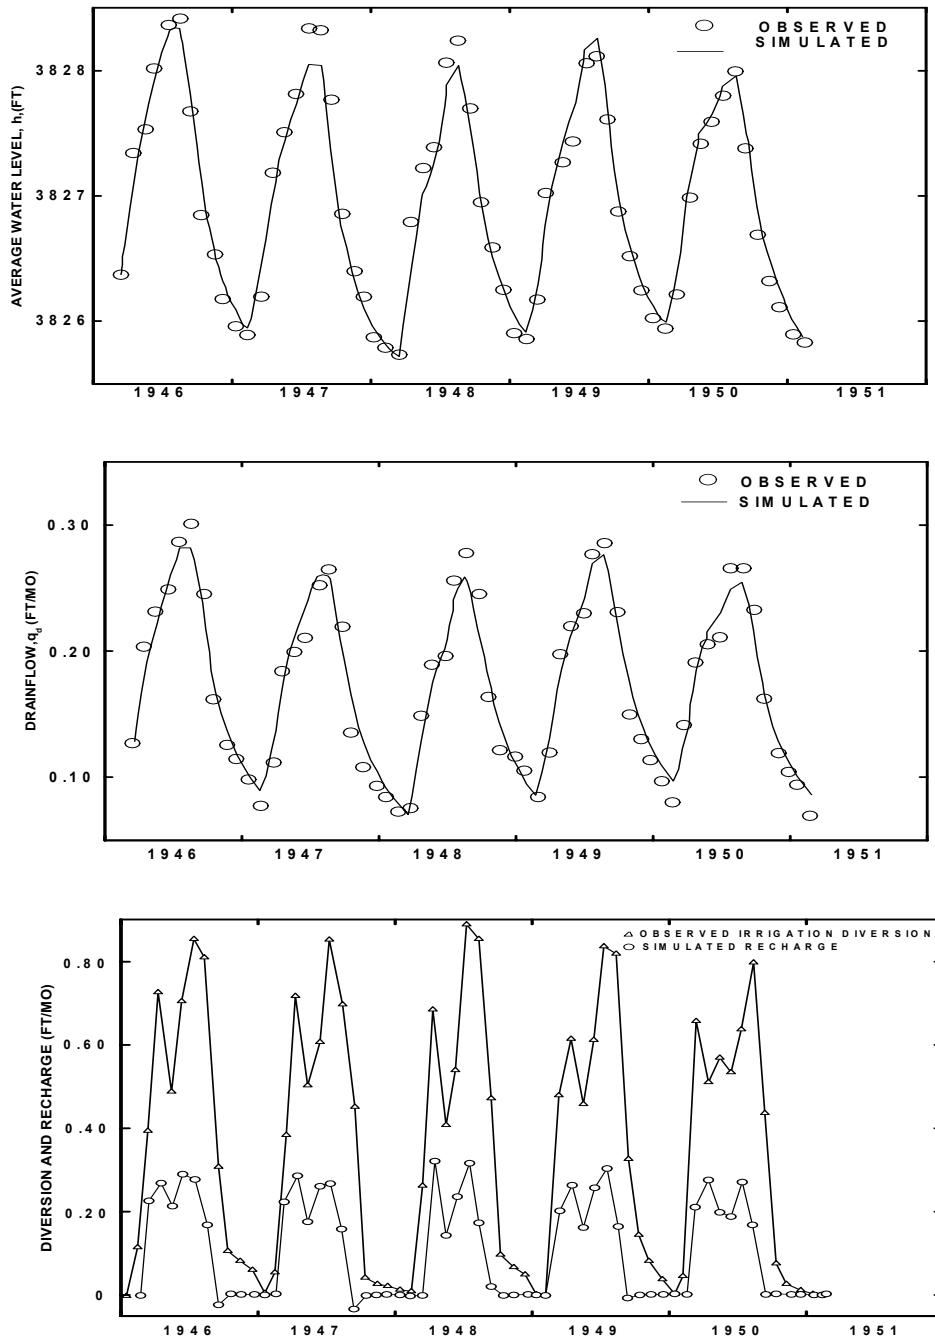 OBSERVED
SIMULATED
3828
3827
3826
AVERAGE WATER LEVEL, h,(FT)
1946 1947 1948 1949 1950 1951
OBSERVED
SIMULATED
0.30
0.20
0.10
DRAINFLOW,qd (FT/MO)
1946 1947 1948 1949 1950 1951
OBSERVED IRRIGATION DIVERSION
SIMULATED RECHARGE
0.80
0.60
0.40
0.20
0
DIVERSION AND RECHARGE (FT/MO)
1946 1947 1948 1949 1950 1951